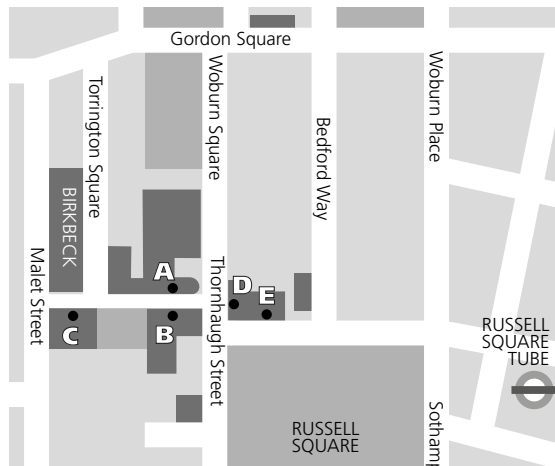 Gordon Square
Torrington Square
Woburn Square
Bedford Way
Woburn Place
BIRKBECK
Malet Street
A
B
C
D
E
Thornhaugh Street
RUSSELL
SQUARE
TUBE
RUSSELL
SQUARE
Sothamp